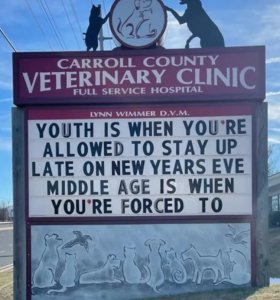 CARROLL COUNTY
VETERINARY CLINIC
FULL SERVICE HOSPITAL
LYNN WIMMER D.V.M.
YOUTH IS WHEN YOU'RE
ALLOWED TO STAY UP
LATE ON NEW YEARS EVE
MIDDLE AGE IS WHEN
YOU'RE FORCED TO